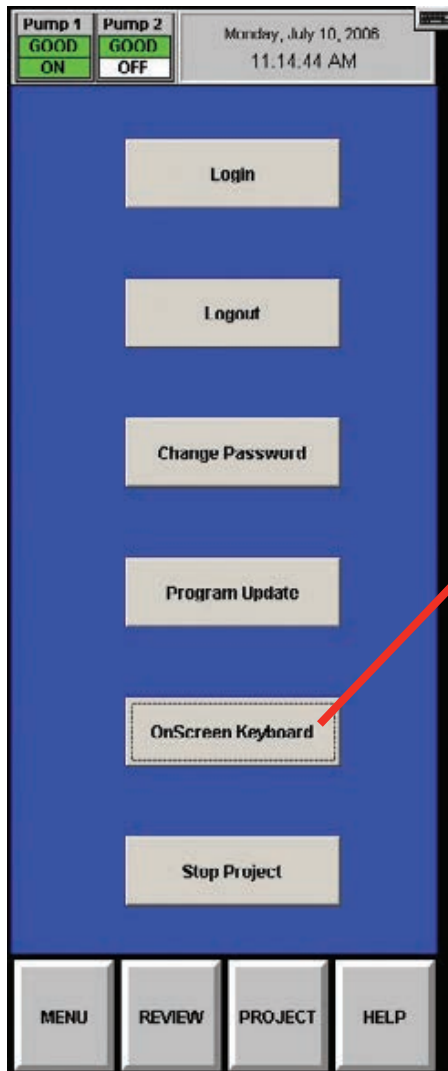 Pump 1 Pump 2
GOOD GOOD
ON OFF
Monday, July 10, 2006
11:14:44 AM
Login
Logout
Change Password
Program Update
OnScreen Keyboard
Stop Project
MENU REVIEW PROJECT HELP